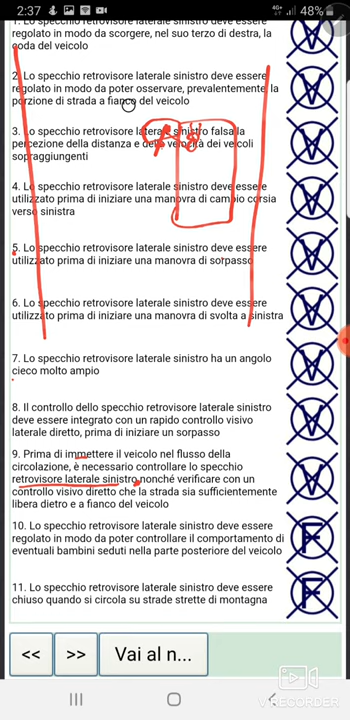 2:37
4G+
48%
1. Lo specchio retrovisore laterale sinistro deve essere
regolato in modo da scorgere, nel suo terzo di destra, la
coda del veicolo
V
2. Lo specchio retrovisore laterale sinistro deve essere
regolato in modo da poter osservare, prevalentemente, la
porzione di strada a fianco del veicolo
V
3. Lo specchio retrovisore laterale sinistro falsa la
percezione della distanza e della velocità dei veicoli
sopraggiungenti
V
4. Lo specchio retrovisore laterale sinistro deve essere
utilizzato prima di iniziare una manovra di cambio corsia
verso sinistra
V
5. Lo specchio retrovisore laterale sinistro deve essere
utilizzato prima di iniziare una manovra di sorpasso
V
6. Lo specchio retrovisore laterale sinistro deve essere
utilizzato prima di iniziare una manovra di svolta a sinistra
V
7. Lo specchio retrovisore laterale sinistro ha un angolo
cieco molto ampio
V
8. Il controllo dello specchio retrovisore laterale sinistro
deve essere integrato con un rapido controllo visivo
laterale diretto, prima di iniziare un sorpasso
V
9. Prima di immettere il veicolo nel flusso della
circolazione, è necessario controllare lo specchio
retrovisore laterale sinistro nonché verificare con un
controllo visivo diretto che la strada sia sufficientemente
libera dietro e a fianco del veicolo
V
10. Lo specchio retrovisore laterale sinistro deve essere
regolato in modo da poter controllare il comportamento di
eventuali bambini seduti nella parte posteriore del veicolo
F
11. Lo specchio retrovisore laterale sinistro deve essere
chiuso quando si circola su strade strette di montagna
F
<< >> Vai al n...
V RECORDER